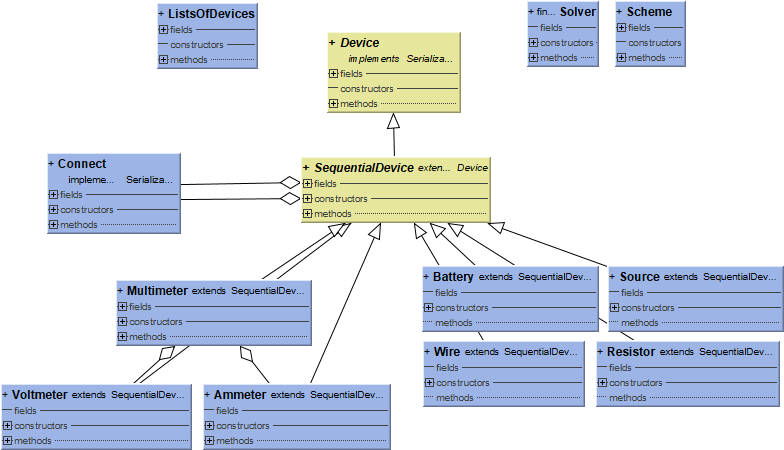 + ListsOfDevices
fields
constructors
methods
fin... Solver
fields
constructors
methods
+ Scheme
fields
constructors
methods
+ Device
implements Serializa...
fields
constructors
methods
+ Connect
impleme... Serializa...
fields
constructors
methods
+ SequentialDevice exten... Device
fields
constructors
methods
+ Multimeter extends SequentialDev...
fields
constructors
methods
+ Battery extends SequentialDev...
fields
constructors
methods
+ Source extends SequentialDev...
fields
constructors
methods
+ Wire extends SequentialDev...
fields
constructors
methods
+ Resistor extends SequentialDev...
fields
constructors
methods
+ Voltmeter extends SequentialDev...
fields
constructors
methods
+ Ammeter extends SequentialDev...
fields
constructors
methods